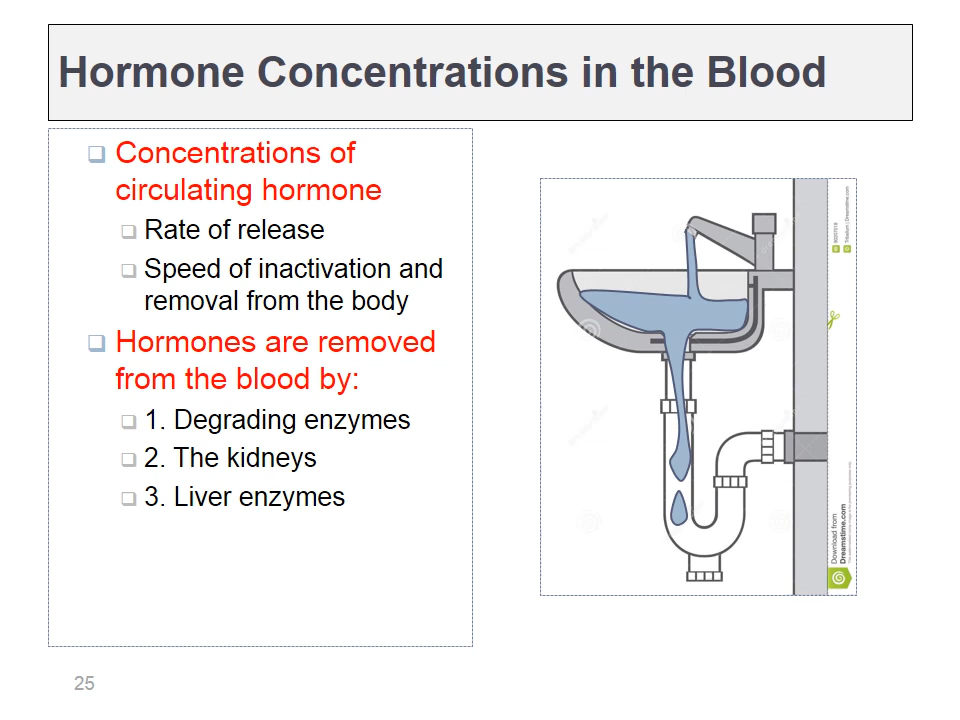 Hormone Concentrations in the Blood
Concentrations of
circulating hormone
Rate of release
Speed of inactivation and
removal from the body
Hormones are removed
from the blood by:
1. Degrading enzymes
2. The kidneys
3. Liver enzymes
Download from
Dreamstime.com
25